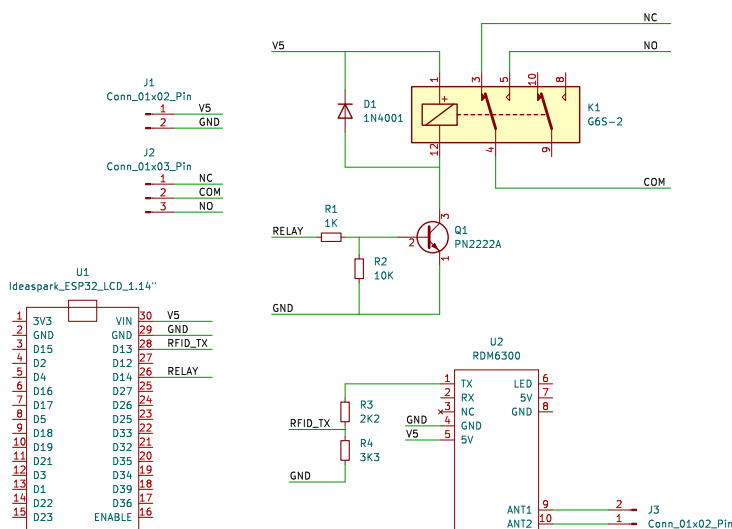 NC
V5
NO
1
3
5
10
8
J1
Conn_01x02_Pin
1 V5
2 GND
D1
1N4001
+
K1
G6S-2
J2
Conn_01x03_Pin
1 NC
2 COM
3 NO
12
4
9
COM
R1
1K
RELAY
2
3
Q1
PN2222A
1
R2
10K
GND
U1
Ideaspark_ESP32_LCD_1.14"
1 3V3 VIN 30 V5
2 GND GND 29 GND
3 D15 D13 28 RFID_TX
4 D2 D12 27
5 D4 D14 26 RELAY
6 D16 D27 25
7 D17 D26 24
8 D5 D25 23
9 D18 D33 22
10 D19 D32 21
11 D21 D35 20
12 D3 D34 19
13 D1 D39 18
14 D22 D36 17
15 D23 ENABLE 16
U2
RDM6300
1 TX LED 6
2 RX 5V 7
3 NC GND 8
GND 4 GND
V5 5 5V
R3
2K2
RFID_TX
R4
3K3
GND
ANT1 9 2 J3
ANT2 10 1 Conn_01x02_Pin